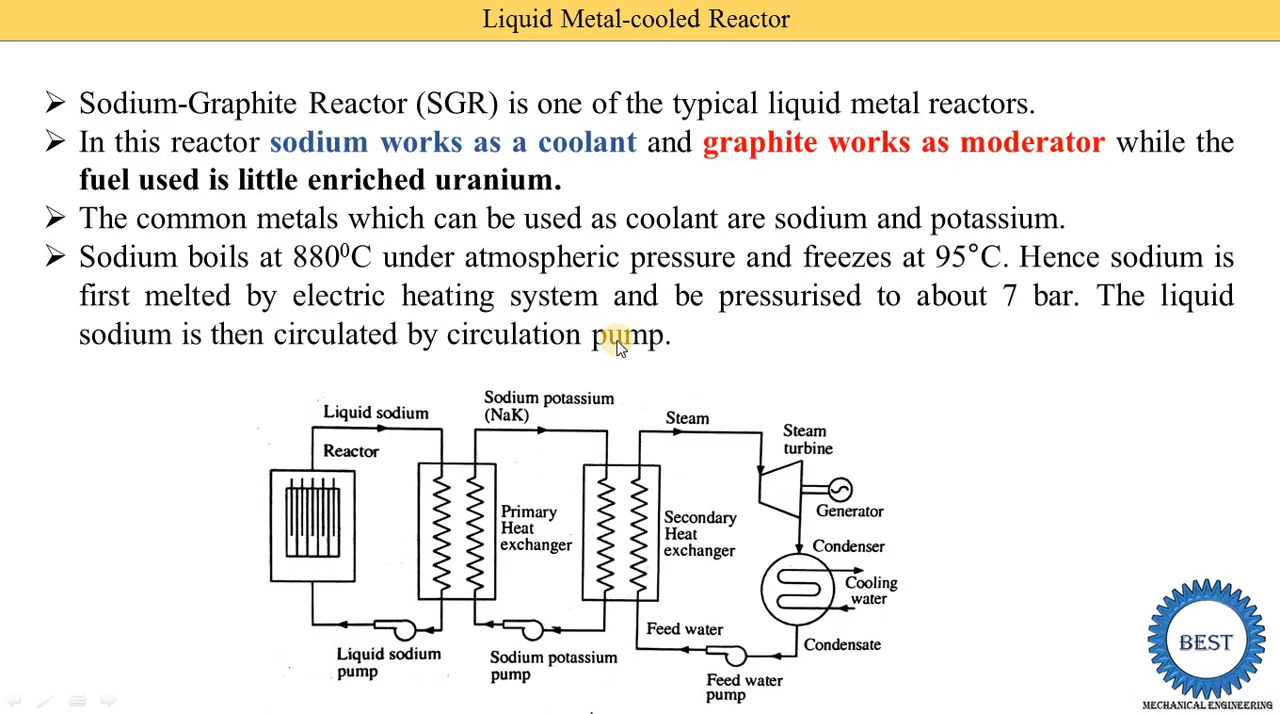 Liquid Metal-cooled Reactor
➢ Sodium-Graphite Reactor (SGR) is one of the typical liquid metal reactors.
➢ In this reactor sodium works as a coolant and graphite works as moderator while the
fuel used is little enriched uranium.
➢ The common metals which can be used as coolant are sodium and potassium.
➢ Sodium boils at 880⁰C under atmospheric pressure and freezes at 95°C. Hence sodium is
first melted by electric heating system and be pressurised to about 7 bar. The liquid
sodium is then circulated by circulation pump.
Liquid sodium
Reactor
Sodium potassium
(NaK)
Steam
Steam
turbine
Primary
Heat
exchanger
Secondary
Heat
exchanger
Generator
Condenser
Cooling
water
Feed water
Condensate
Liquid sodium
pump
Sodium potassium
pump
Feed water
pump
BEST
MECHANICAL ENGINEERING